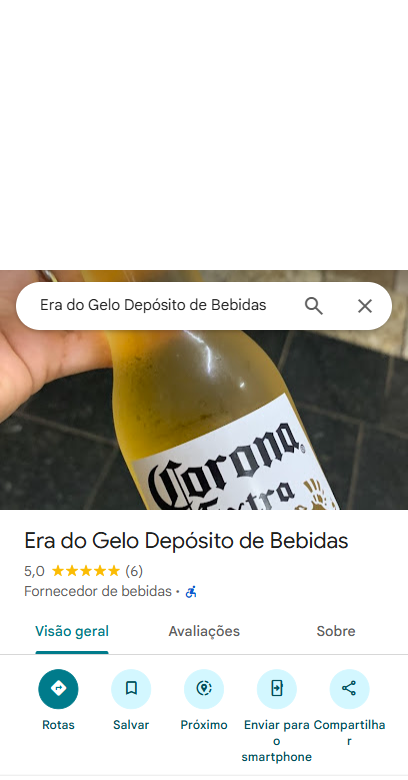 Era do Gelo Depósito de Bebidas
Corona
Extra
Era do Gelo Depósito de Bebidas
5,0 (6)
Fornecedor de bebidas ·
Visão geral
Avaliações
Sobre
Rotas
Salvar
Próximo
Enviar para
o
smartphone
Compartilha
r